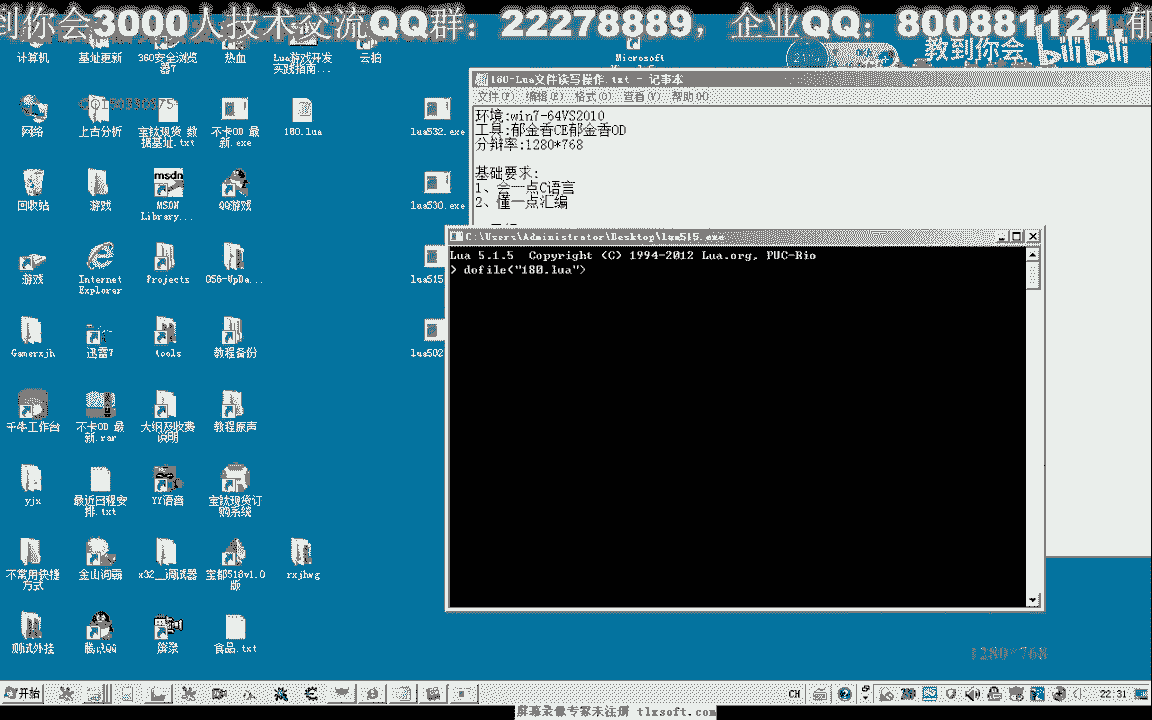 到你会3000人技术交流QQ群：22278889，企业QQ：800881121 郁
教到你会 bilibili
计算机
基址更新
360安全浏览器7
热血
Lua游戏开发实践指南...
云拍
Microsoft
网络
上古分析
宝钛现货 数据基址.txt
不卡OD 最新.exe
180.lua
lua532.exe
回收站
游戏
MSDN Library...
QQ游戏
lua530.exe
游戏
Internet Explorer
Projects
056-UpDa...
lua515
Gamerxjh
迅雷7
tools
教程备份
lua502
千牛工作台
不卡OD 最新.rar
大纲及收费说明
教程原声
yjx
最近日程安排.txt
YY语音
宝钛现货订购系统
不常用快捷方式
金山词霸
x32__调试器
宝都518v1.0版
rxjhwg
测试外挂
腾讯QQ
食品.txt
160-Lua文件读写操作.txt - 记事本
文件(F) 编辑(E) 格式(O) 查看(V) 帮助(H)
环境:win7-64VS2010
工具:郁金香CE郁金香OD
分辩率:1280*768
基础要求:
1、会一点C语言
2、懂一点汇编
C:\Users\Administrator\Desktop\lua515.exe
Lua 5.1.5 Copyright (C) 1994-2012 Lua.org, PUC-Rio
> dofile("180.lua")
1280*768
开始
CH
22:31
屏幕录像专家未注册 tlxsoft.com